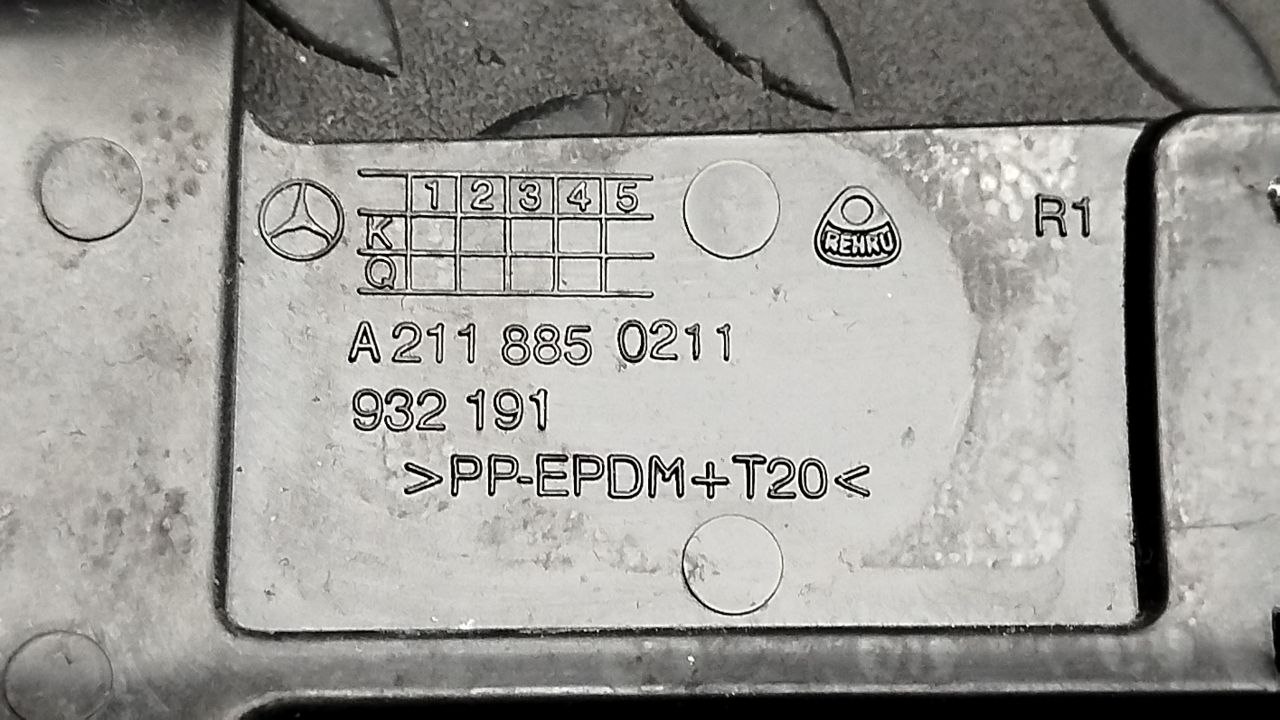 1 2 3 4 5
K
Q
REHAU
R1
A 211 885 0211
932 191
>PP-EPDM+T20<